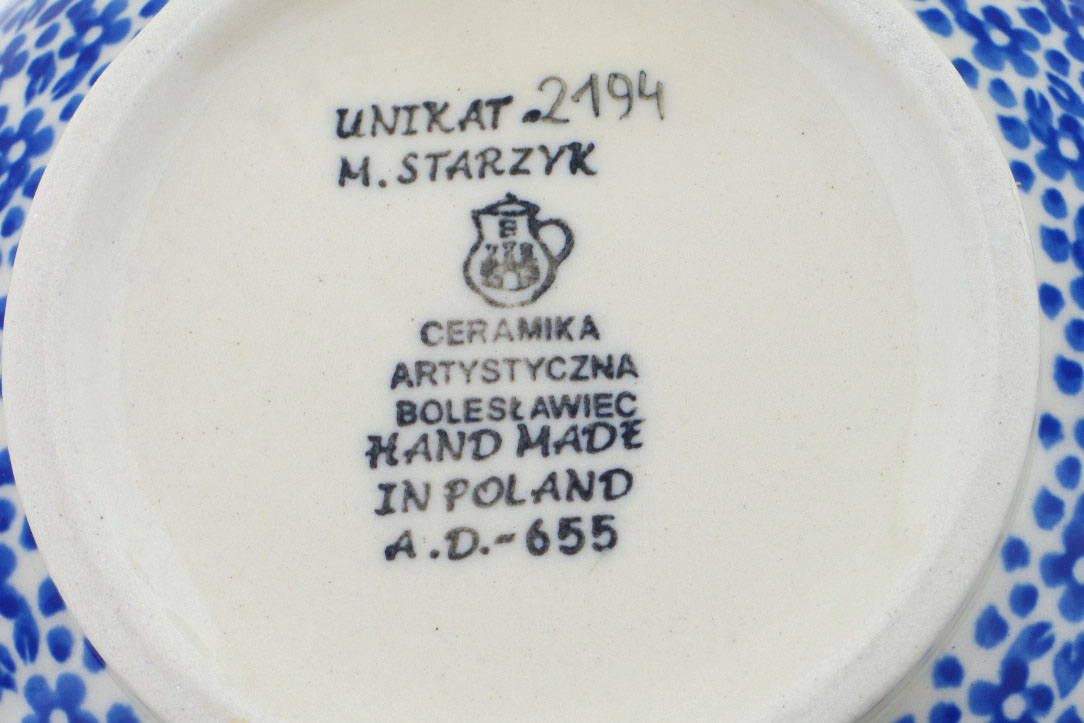 UNIKAT.2194
M. STARZYK
B
CERAMIKA
ARTYSTYCZNA
BOLESŁAWIEC
HAND MADE
IN POLAND
A.D.-655